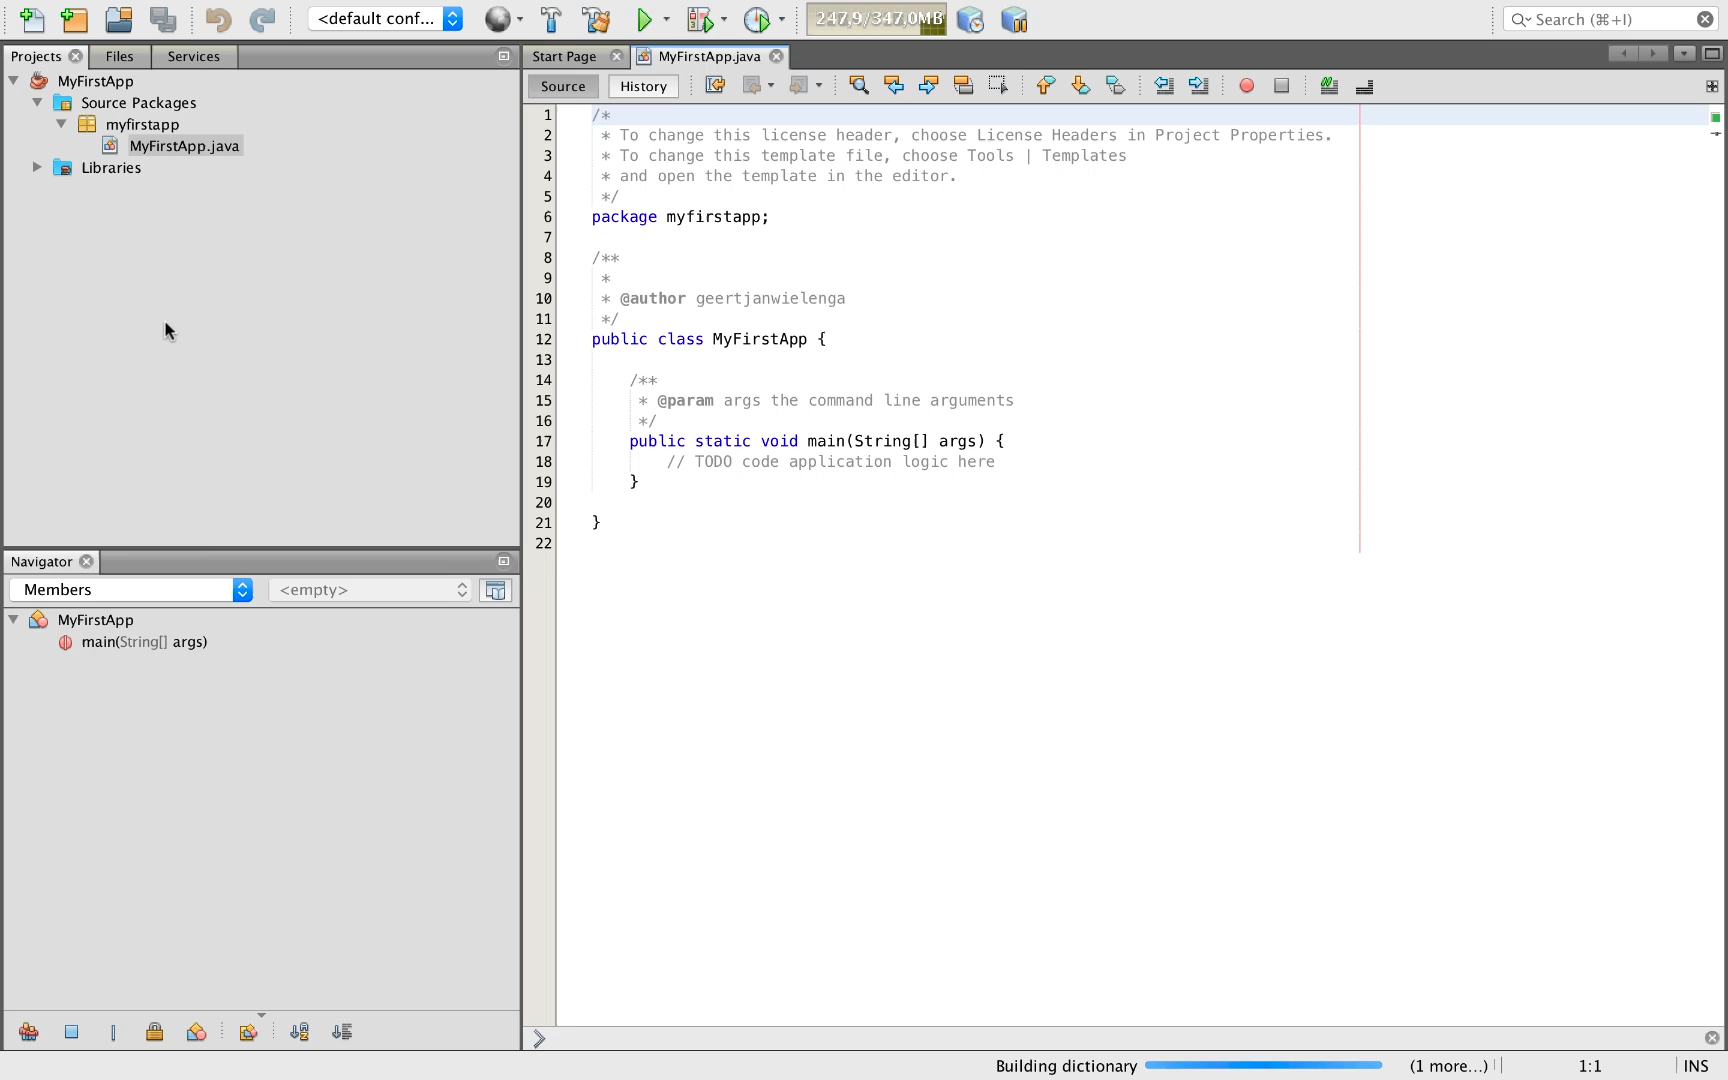 <default conf...
247,9/347,0MB
Search (⌘+I)
Projects
Files
Services
MyFirstApp
Source Packages
myfirstapp
MyFirstApp.java
Libraries
Navigator
Members
<empty>
MyFirstApp
main(String[] args)
Start Page
MyFirstApp.java
Source
History
1 /*
2 * To change this license header, choose License Headers in Project Properties.
3 * To change this template file, choose Tools | Templates
4 * and open the template in the editor.
5 */
6 package myfirstapp;
7
8 /**
9 *
10 * @author geertjanwielenga
11 */
12 public class MyFirstApp {
13
14 /**
15 * @param args the command line arguments
16 */
17 public static void main(String[] args) {
18 // TODO code application logic here
19 }
20
21 }
22
Building dictionary
(1 more...)
1:1
INS